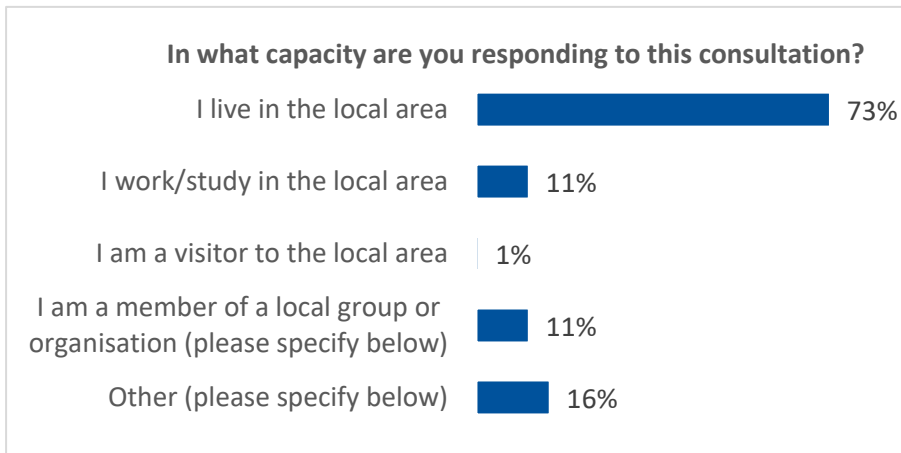 In what capacity are you responding to this consultation?
I live in the local area
73%
I work/study in the local area
11%
I am a visitor to the local area
1%
I am a member of a local group or
organisation (please specify below)
11%
Other (please specify below)
16%